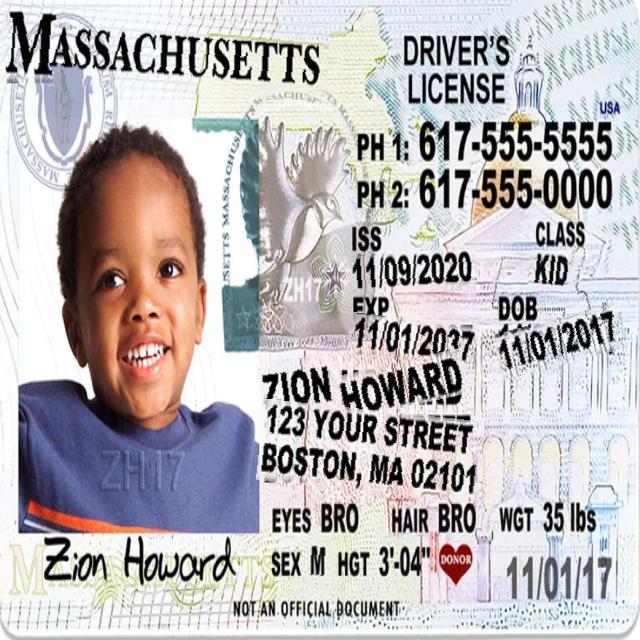 MASSACHUSETTS
DRIVER'S
LICENSE
USA
PH 1: 617-555-5555
PH 2: 617-555-0000
ISS
11/09/2020
CLASS
KID
EXP
11/01/2037
DOB
11/01/2017
ZH17
ZION HOWARD
123 YOUR STREET
BOSTON, MA 02101
ZH17
EYES BRO HAIR BRO WGT 35 lbs
Zion Howard
SEX M HGT 3'-04" DONOR
11/01/17
NOT AN OFFICIAL DOCUMENT